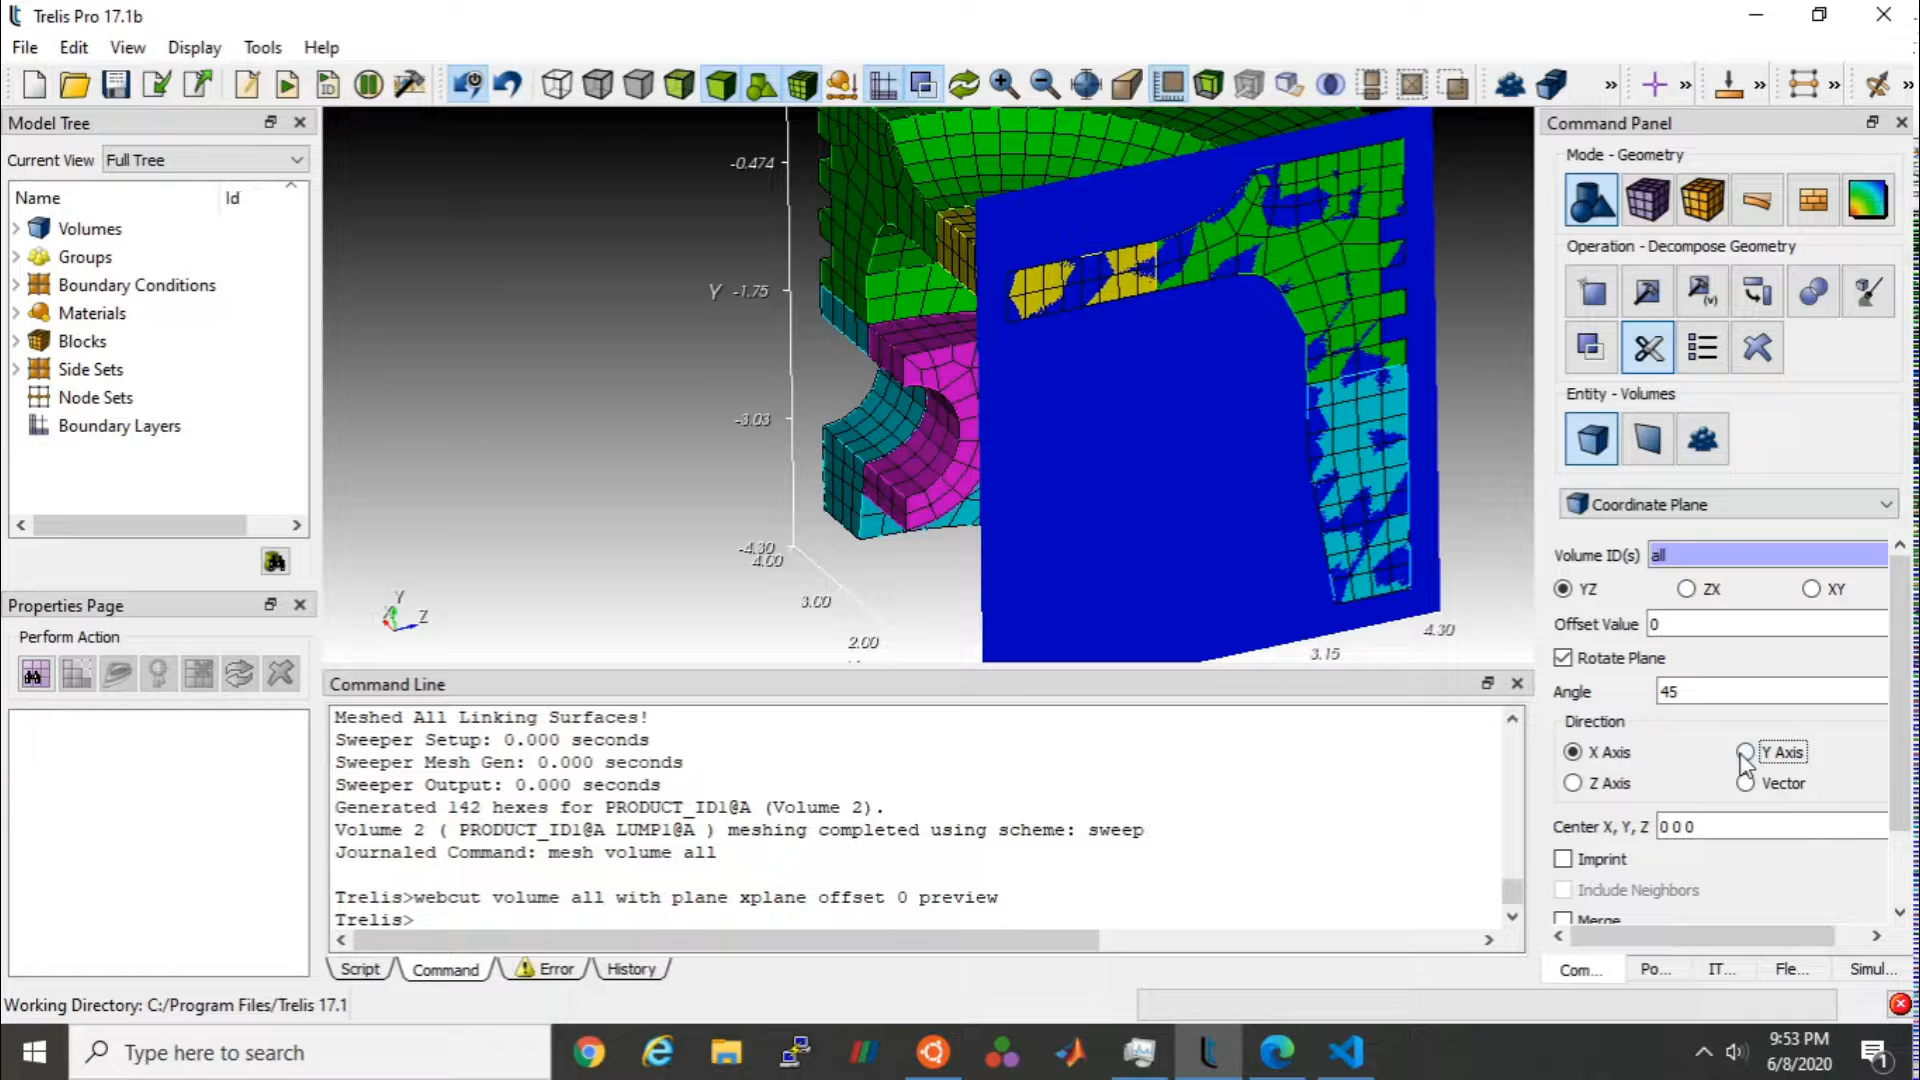 Trelis Pro 17.1b
File Edit View Display Tools Help
Model Tree
Current View Full Tree
Name Id
Volumes
Groups
Boundary Conditions
Materials
Blocks
Side Sets
Node Sets
Boundary Layers
Properties Page
Perform Action
-0.474
Y -1.75
-3.03
-4.30
4.00
3.00
2.00
4.30
3.15
Y
X
Z
Command Line
Meshed All Linking Surfaces!
Sweeper Setup: 0.000 seconds
Sweeper Mesh Gen: 0.000 seconds
Sweeper Output: 0.000 seconds
Generated 142 hexes for PRODUCT_ID1@A (Volume 2).
Volume 2 ( PRODUCT_ID1@A LUMP1@A ) meshing completed using scheme: sweep
Journaled Command: mesh volume all
Trelis>webcut volume all with plane xplane offset 0 preview
Trelis>
Script Command Error History
Command Panel
Mode - Geometry
Operation - Decompose Geometry
(v)
Entity - Volumes
Coordinate Plane
Volume ID(s) all
YZ ZX XY
Offset Value 0
Rotate Plane
Angle 45
Direction
X Axis Y Axis
Z Axis Vector
Center X, Y, Z 0 0 0
Imprint
Include Neighbors
Merge
Com... Po... IT... Fle... Simul...
Working Directory: C:/Program Files/Trelis 17.1
Type here to search
9:53 PM
6/8/2020
1